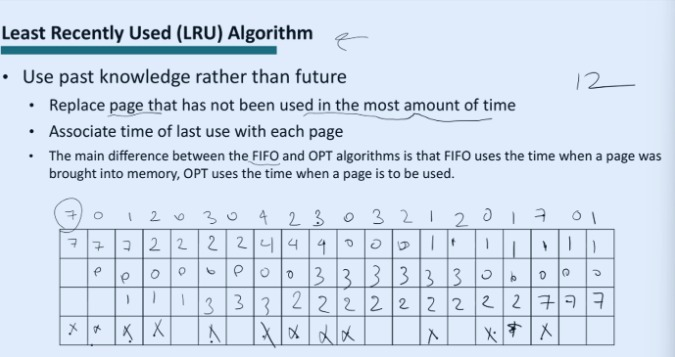 Least Recently Used (LRU) Algorithm
• Use past knowledge rather than future
12
• Replace page that has not been used in the most amount of time
• Associate time of last use with each page
• The main difference between the FIFO and OPT algorithms is that FIFO uses the time when a page was
brought into memory, OPT uses the time when a page is to be used.
7 0 1 2 0 3 0 4 2 3 0 3 2 1 2 0 1 7 0 1
7 7 7 2 2 2 2 4 4 4 0 0 0 1 1 1 1 1 1 1
0 0 0 0 0 0 0 0 3 3 3 3 3 3 0 0 0 0 0
1 1 1 3 3 3 2 2 2 2 2 2 2 2 2 7 7 7
X X X X X X X X X X X X